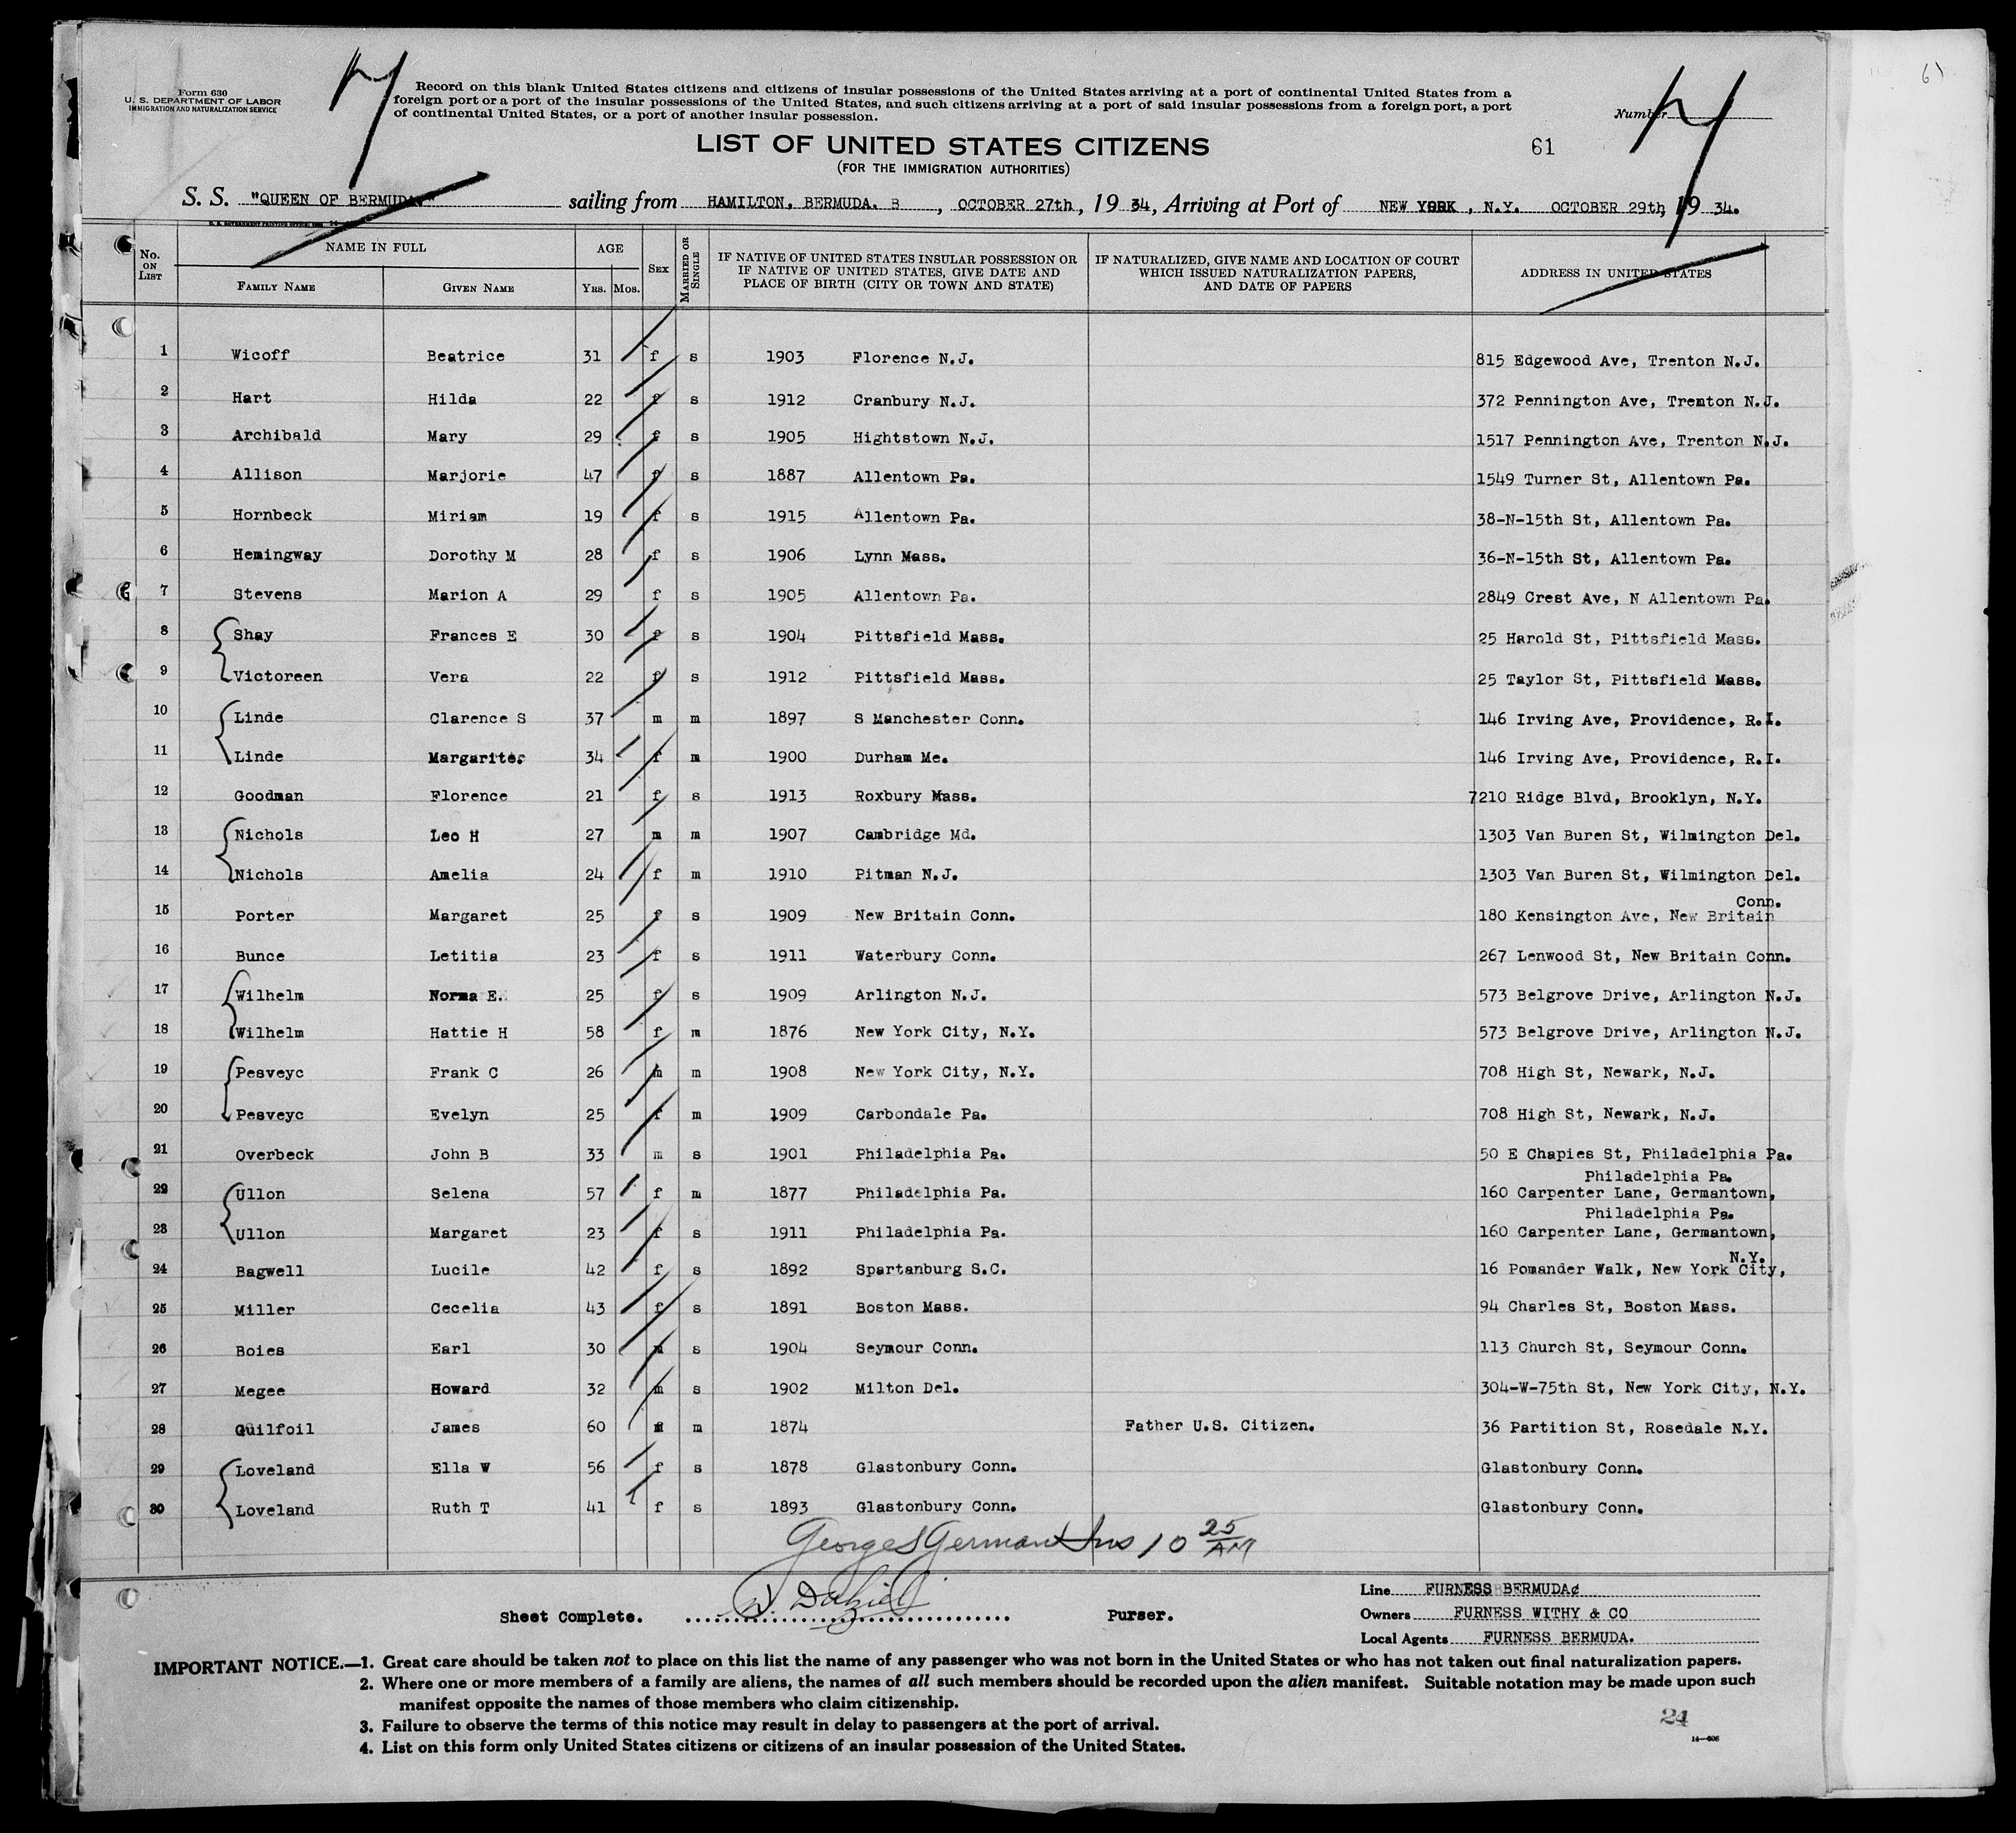 61
Form 630
U. S. DEPARTMENT OF LABOR
IMMIGRATION AND NATURALIZATION SERVICE
Record on this blank United States citizens and citizens of insular possessions of the United States arriving at a port of continental United States from a
foreign port or a port of the insular possessions of the United States, and such citizens arriving at a port of said insular possessions from a foreign port, a port
of continental United States, or a port of another insular possession.
Number
LIST OF UNITED STATES CITIZENS
61
(FOR THE IMMIGRATION AUTHORITIES)
S. S. "QUEEN OF BERMUDA." sailing from HAMILTON, BERMUDA. B, OCTOBER 27th, 19 34, Arriving at Port of NEW YORK, N.Y. OCTOBER 29th, 19 34.
No. ON LIST NAME IN FULL AGE SEX MARRIED OR SINGLE IF NATIVE OF UNITED STATES INSULAR POSSESSION OR IF NATIVE OF UNITED STATES, GIVE DATE AND PLACE OF BIRTH (CITY OR TOWN AND STATE) IF NATURALIZED, GIVE NAME AND LOCATION OF COURT WHICH ISSUED NATURALIZATION PAPERS, AND DATE OF PAPERS ADDRESS IN UNITED STATES
FAMILY NAME GIVEN NAME YRS. MOS.
1 Wicoff Beatrice 31 f s 1903 Florence N.J. 815 Edgewood Ave, Trenton N.J.
2 Hart Hilda 22 f s 1912 Cranbury N.J. 372 Pennington Ave, Trenton N.J.
3 Archibald Mary 29 f s 1905 Hightstown N.J. 1517 Pennington Ave, Trenton N.J.
4 Allison Marjorie 47 f s 1887 Allentown Pa. 1549 Turner St, Allentown Pa.
5 Hornbeck Miriam 19 f s 1915 Allentown Pa. 38-N-15th St, Allentown Pa.
6 Hemingway Dorothy M 28 f s 1906 Lynn Mass. 36-N-15th St, Allentown Pa.
7 Stevens Marion A 29 f s 1905 Allentown Pa. 2849 Crest Ave, N Allentown Pa.
8 Shay Frances E 30 f s 1904 Pittsfield Mass. 25 Harold St, Pittsfield Mass.
9 Victoreen Vera 22 f s 1912 Pittsfield Mass. 25 Taylor St, Pittsfield Mass.
10 Linde Clarence S 37 m m 1897 S Manchester Conn. 146 Irving Ave, Providence, R.I.
11 Linde Margariter 34 f m 1900 Durham Me. 146 Irving Ave, Providence, R.I.
12 Goodman Florence 21 f s 1913 Roxbury Mass. 7210 Ridge Blvd, Brooklyn, N.Y.
13 Nichols Leo H 27 m m 1907 Cambridge Md. 1303 Van Buren St, Wilmington Del.
14 Nichols Amelia 24 f m 1910 Pitman N.J. 1303 Van Buren St, Wilmington Del.
15 Porter Margaret 25 f s 1909 New Britain Conn. 180 Kensington Ave, New Britain Conn.
16 Bunce Letitia 23 f s 1911 Waterbury Conn. 267 Lenwood St, New Britain Conn.
17 Wilhelm Norma E. 25 f s 1909 Arlington N.J. 573 Belgrove Drive, Arlington N.J.
18 Wilhelm Hattie H 58 f m 1876 New York City, N.Y. 573 Belgrove Drive, Arlington N.J.
19 Pesveyc Frank C 26 m m 1908 New York City, N.Y. 708 High St, Newark, N.J.
20 Pesveyc Evelyn 25 f m 1909 Carbondale Pa. 708 High St, Newark, N.J.
21 Overbeck John B 33 m s 1901 Philadelphia Pa. 50 E Chapies St, Philadelphia Pa.
22 Ullon Selena 57 f m 1877 Philadelphia Pa. 160 Carpenter Lane, Germantown, Philadelphia Pa.
23 Ullon Margaret 23 f s 1911 Philadelphia Pa. 160 Carpenter Lane, Germantown, Philadelphia Pa.
24 Bagwell Lucile 42 f s 1892 Spartanburg S.C. 16 Pomander Walk, New York City, N.Y.
25 Miller Cecelia 43 f s 1891 Boston Mass. 94 Charles St, Boston Mass.
26 Boies Earl 30 m s 1904 Seymour Conn. 113 Church St, Seymour Conn.
27 Megee Howard 32 m s 1902 Milton Del. 304-W-75th St, New York City, N.Y.
28 Guilfoil James 60 m m 1874 Father U.S. Citizen. 36 Partition St, Rosedale N.Y.
29 Loveland Ella W 56 f s 1878 Glastonbury Conn. Glastonbury Conn.
30 Loveland Ruth T 41 f s 1893 Glastonbury Conn. Glastonbury Conn.
George S German Ins 10 25 AM
Line FURNESS BERMUDA¢
Sheet Complete. Purser.
Owners FURNESS WITHY & CO
Local Agents FURNESS BERMUDA.
IMPORTANT NOTICE.—1. Great care should be taken not to place on this list the name of any passenger who was not born in the United States or who has not taken out final naturalization papers.
2. Where one or more members of a family are aliens, the names of all such members should be recorded upon the alien manifest. Suitable notation may be made upon such
manifest opposite the names of those members who claim citizenship.
3. Failure to observe the terms of this notice may result in delay to passengers at the port of arrival.
4. List on this form only United States citizens or citizens of an insular possession of the United States.
24
14—606